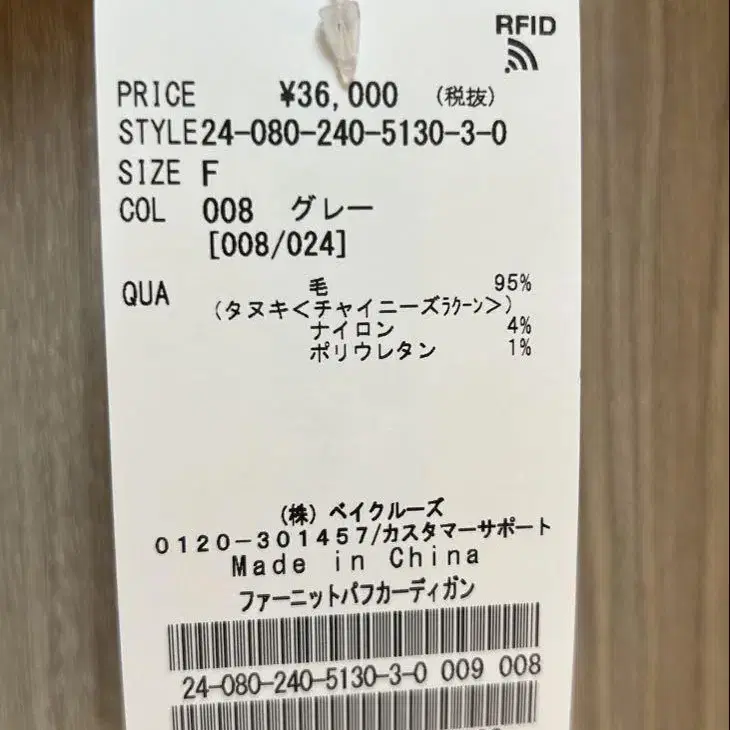 RFID
PRICE ¥36,000 (税抜)
STYLE24-080-240-5130-3-0
SIZE F
COL 008 グレー
[008/024]
QUA 毛 95%
(タヌキ<チャイニーズﾗｸｰﾝ>)
ナイロン 4%
ポリウレタン 1%
(株) ベイクルーズ
0120-301457/カスタマーサポート
Made in China
ファーニットパフカーディガン
24-080-240-5130-3-0 009 008